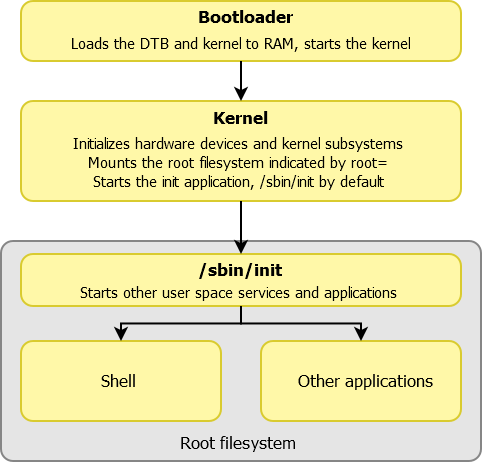 Bootloader
Loads the DTB and kernel to RAM, starts the kernel
Kernel
Initializes hardware devices and kernel subsystems
Mounts the root filesystem indicated by root=
Starts the init application, /sbin/init by default
/sbin/init
Starts other user space services and applications
Shell
Other applications
Root filesystem